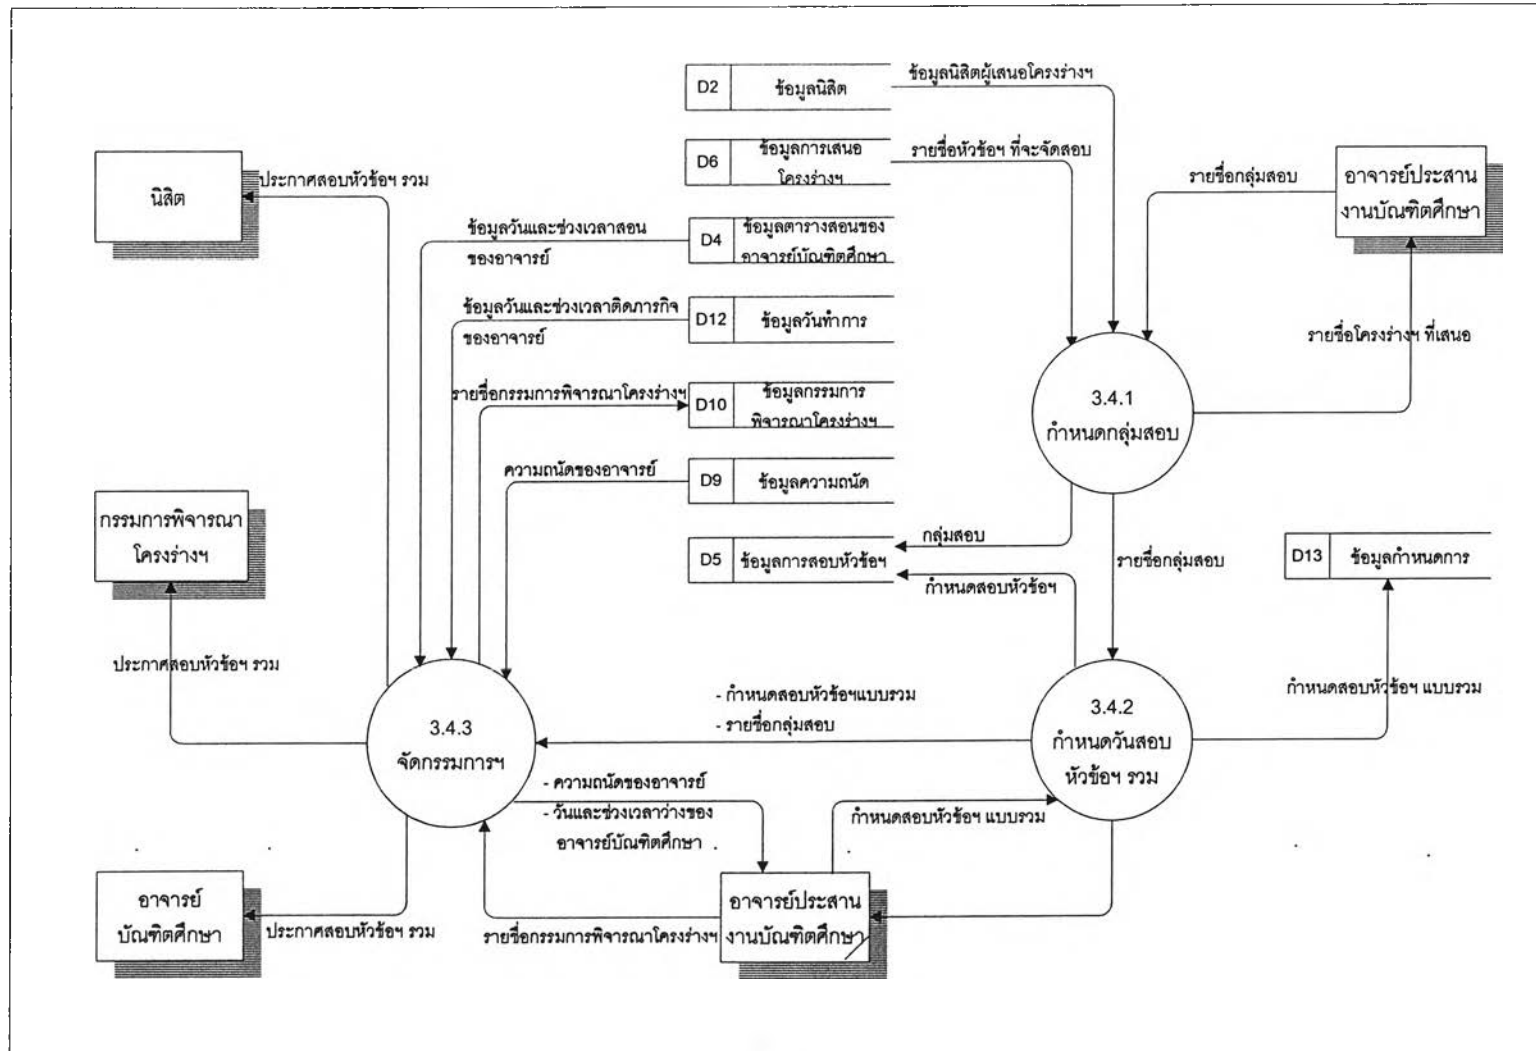 D2
ข้อมูลนิสิต
ข้อมูลนิสิตผู้เสนอโครงร่างฯ
D6
ข้อมูลการเสนอ
โครงร่างฯ
รายชื่อหัวข้อฯ ที่จะจัดสอบ
นิสิต
ประกาศสอบหัวข้อฯ รวม
รายชื่อกลุ่มสอบ
อาจารย์ประสาน
งานบัณฑิตศึกษา
ข้อมูลวันและช่วงเวลาสอน
ของอาจารย์
D4
ข้อมูลตารางสอนของ
อาจารย์บัณฑิตศึกษา
ข้อมูลวันและช่วงเวลาติดภารกิจ
ของอาจารย์
D12
ข้อมูลวันทำการ
รายชื่อโครงร่างฯ ที่เสนอ
รายชื่อกรรมการพิจารณาโครงร่างฯ
D10
ข้อมูลกรรมการ
พิจารณาโครงร่างฯ
3.4.1
กำหนดกลุ่มสอบ
ความถนัดของอาจารย์
D9
ข้อมูลความถนัด
กรรมการพิจารณา
โครงร่างฯ
กลุ่มสอบ
D5
ข้อมูลการสอบหัวข้อฯ
รายชื่อกลุ่มสอบ
D13
ข้อมูลกำหนดการ
กำหนดสอบหัวข้อฯ
ประกาศสอบหัวข้อฯ รวม
- กำหนดสอบหัวข้อฯแบบรวม
- รายชื่อกลุ่มสอบ
กำหนดสอบหัวข้อฯ แบบรวม
3.4.3
จัดกรรมการฯ
3.4.2
กำหนดวันสอบ
หัวข้อฯ รวม
- ความถนัดของอาจารย์
- วันและช่วงเวลาว่างของ
อาจารย์บัณฑิตศึกษา
กำหนดสอบหัวข้อฯ แบบรวม
อาจารย์
บัณฑิตศึกษา
ประกาศสอบหัวข้อฯ รวม
รายชื่อกรรมการพิจารณาโครงร่างฯ
อาจารย์ประสาน
งานบัณฑิตศึกษา